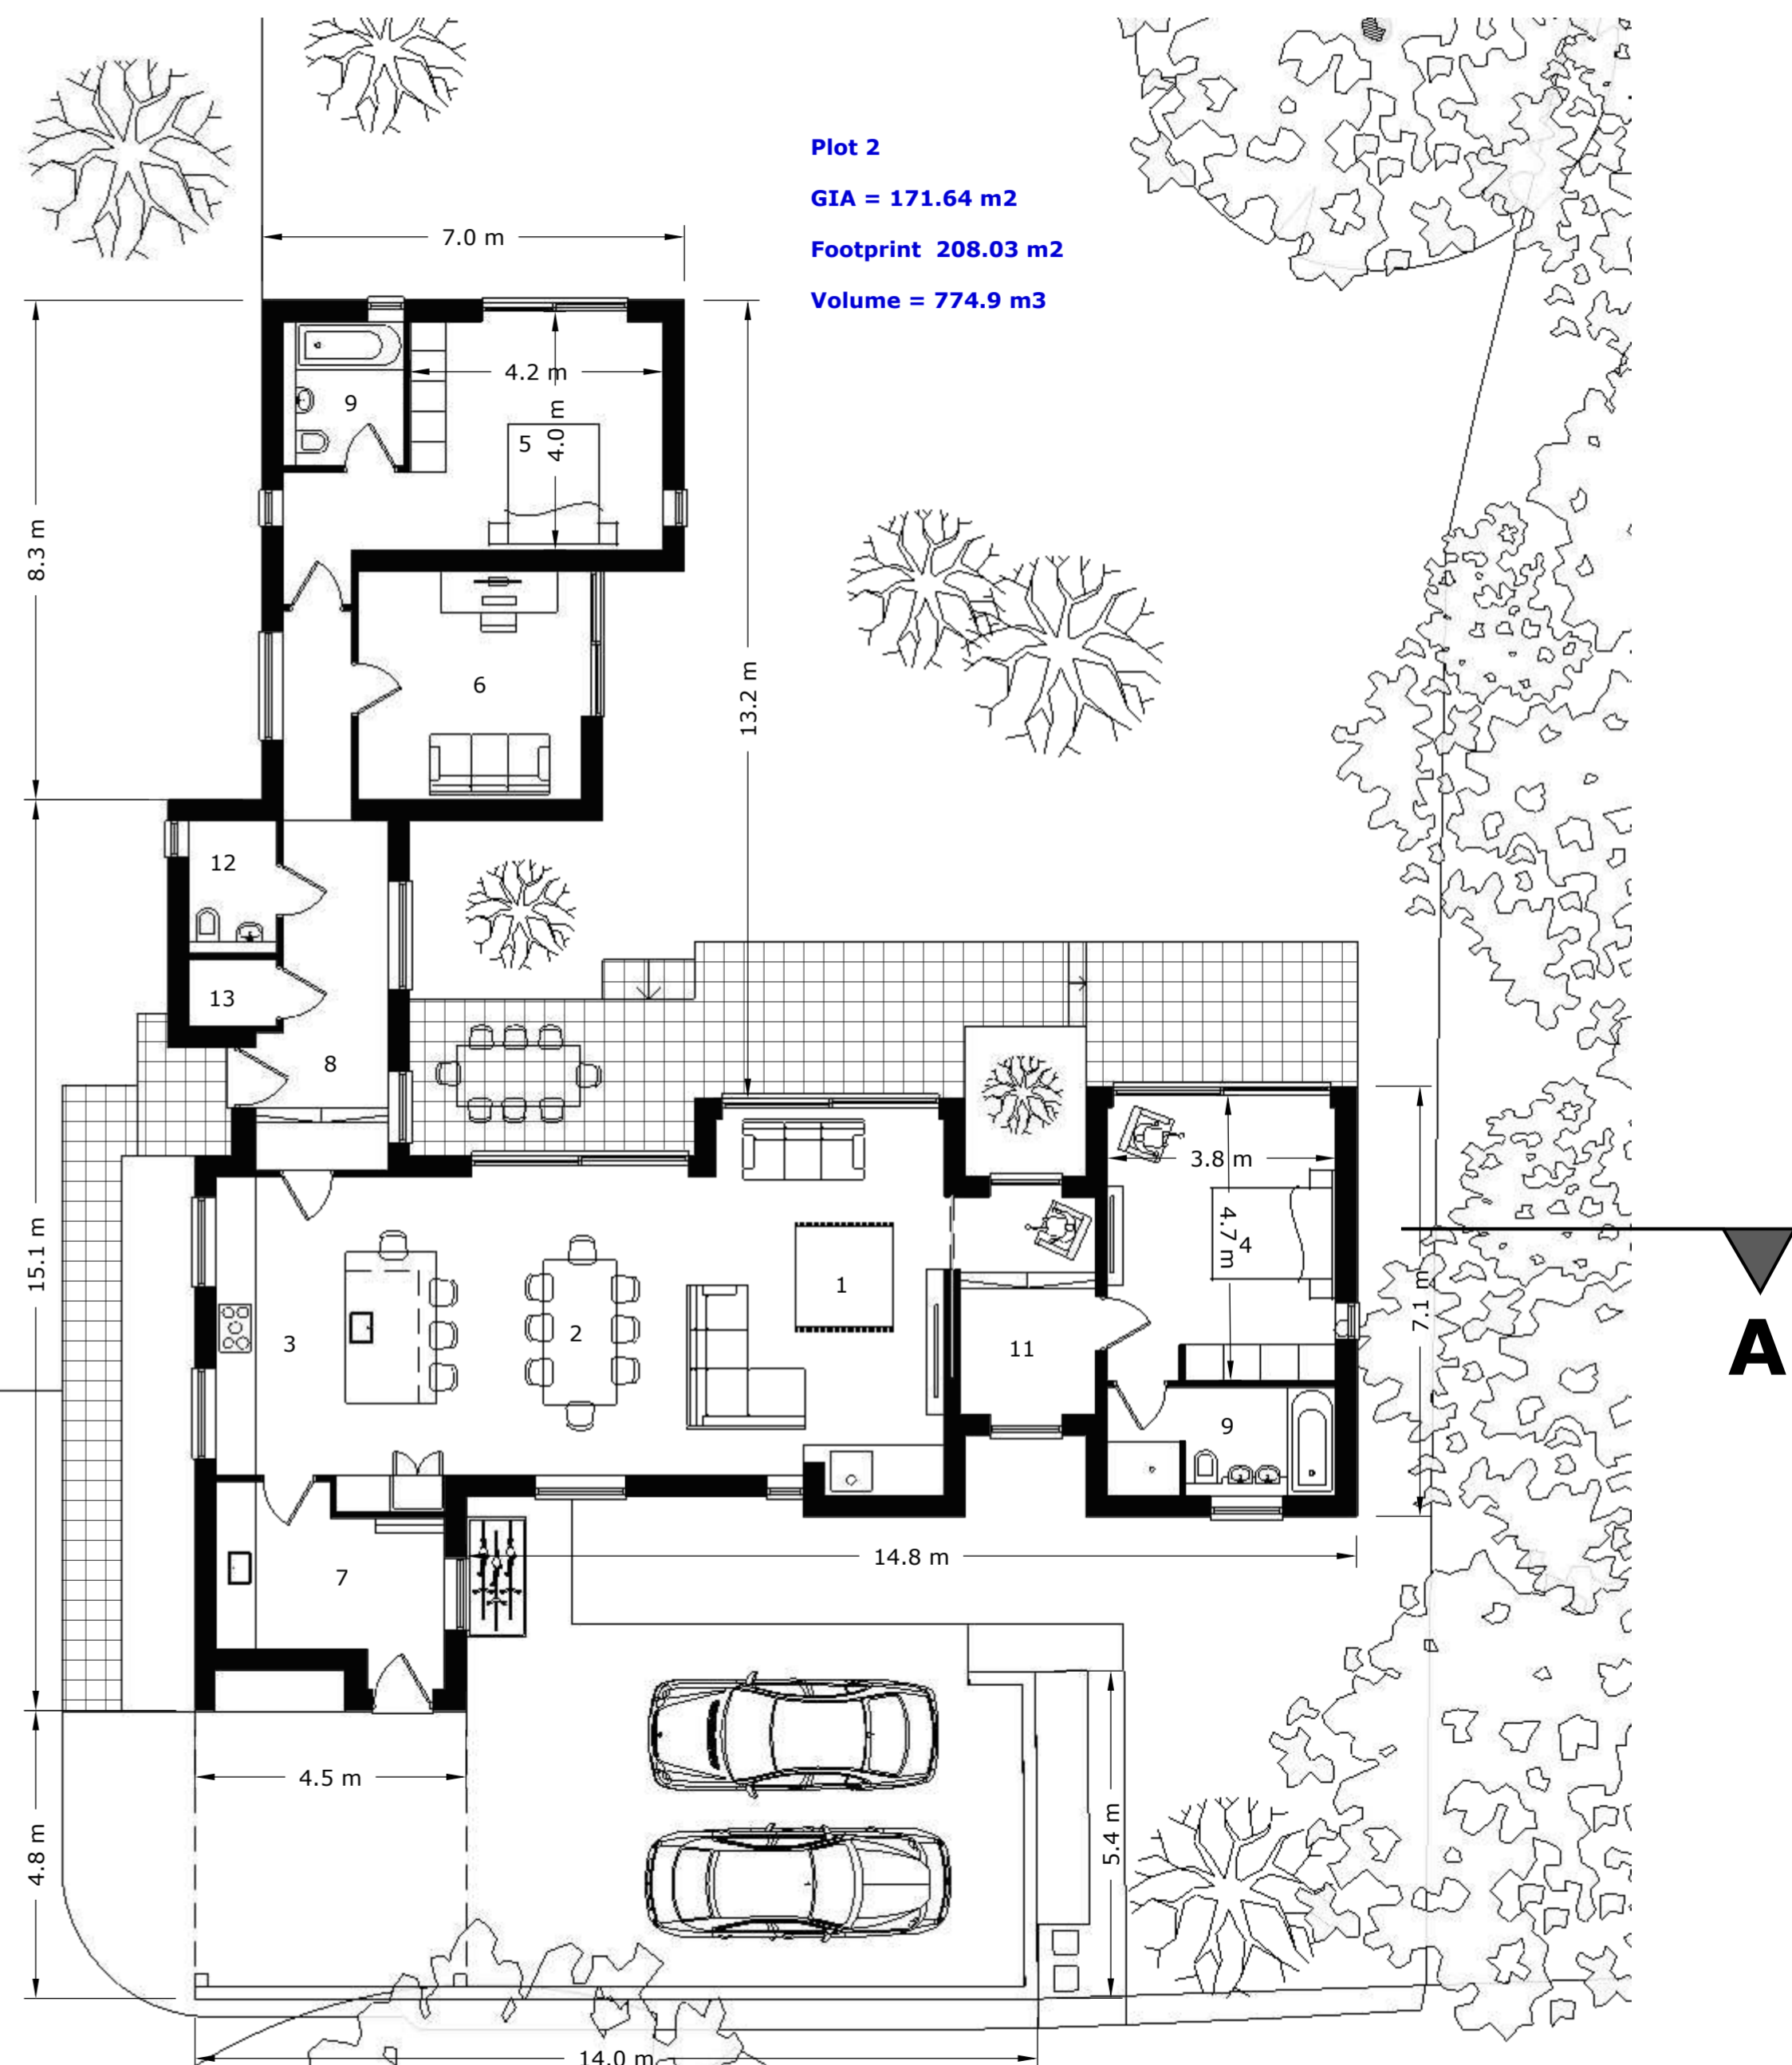 Plot 2
GIA = 171.64 m2
Footprint 208.03 m2
Volume = 774.9 m3
7.0 m
4.2 m
9
5
4.0 m
8.3 m
13.2 m
6
12
13
8
3.8 m
4.7 m
4
15.1 m
1
7.1 m
2
3
11
A
9
14.8 m
7
4.5 m
4.8 m
5.4 m
14.0 m